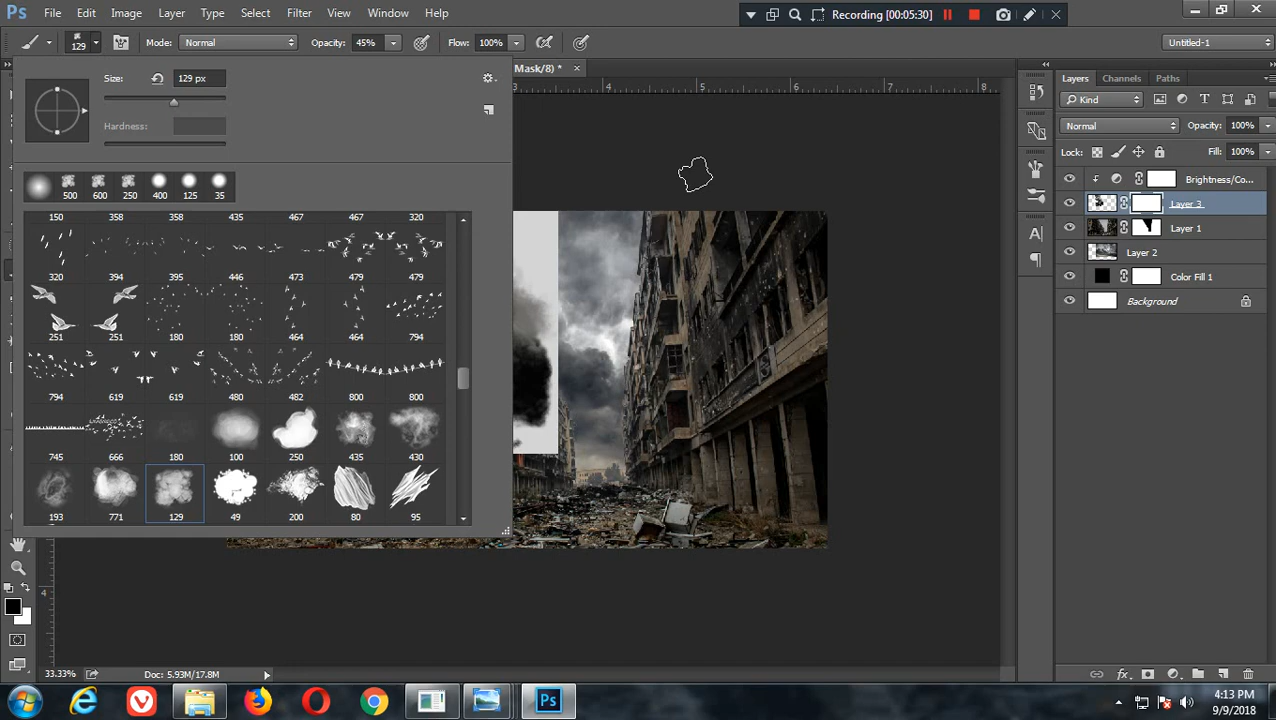 File Edit Image Layer Type Select Filter View Window Help
Recording [00:05:30]
129 Mode: Normal Opacity: 45% Flow: 100% Untitled-1
Size: 129 px
Hardness:
Mask/8) *
3 4 5 6 7 8
500 600 250 400 125 35
150 358 435 467 467 320
320 394 395 446 473 479 479
251 251 180 180 464 464 794
794 619 619 480 482 800 800
745 666 180 100 250 435 430
193 771 129 49 200 80 95
Layers Channels Paths
Kind
Normal Opacity: 100%
Lock: Fill: 100%
Brightness/Co...
Layer 3
Layer 1
Layer 2
Color Fill 1
Background
4
33.33% Doc: 5.93M/17.8M
fx
Ps
4:13 PM
9/9/2018